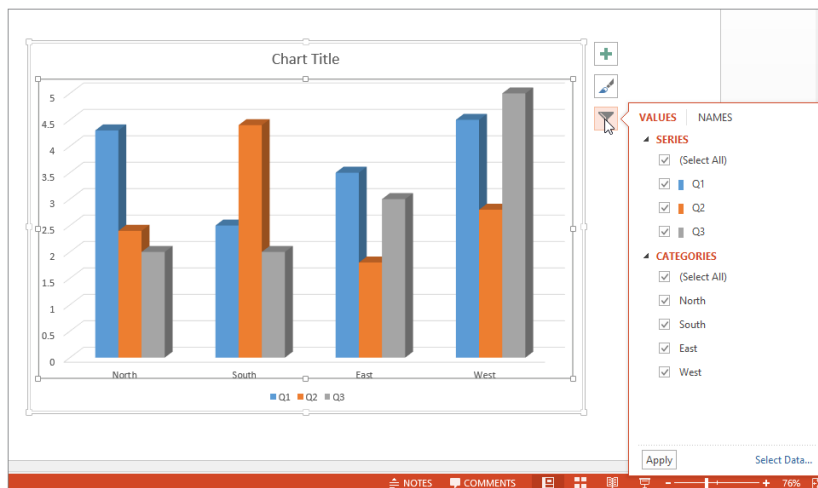 Chart Title
5
4.5
4
3.5
3
2.5
2
1.5
1
0.5
0
North South East West
Q1 Q2 Q3
VALUES NAMES
SERIES
(Select All)
Q1
Q2
Q3
CATEGORIES
(Select All)
North
South
East
West
Apply Select Data...
NOTES COMMENTS 76%